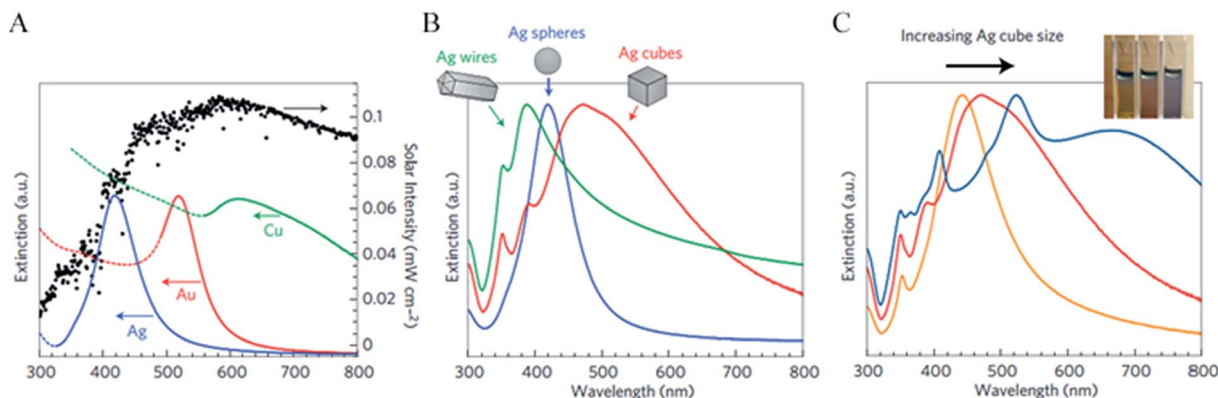 A
Extinction (a.u.)
Cu
Au
Ag
0.1
0.08
0.06
0.04
0.02
0
Solar Intensity (mW cm⁻²)
300 400 500 600 700 800
Wavelength (nm)
B
Ag spheres
Ag wires
Ag cubes
Extinction (a.u.)
300 400 500 600 700 800
Wavelength (nm)
C
Increasing Ag cube size
Extinction (a.u.)
300 400 500 600 700 800
Wavelength (nm)